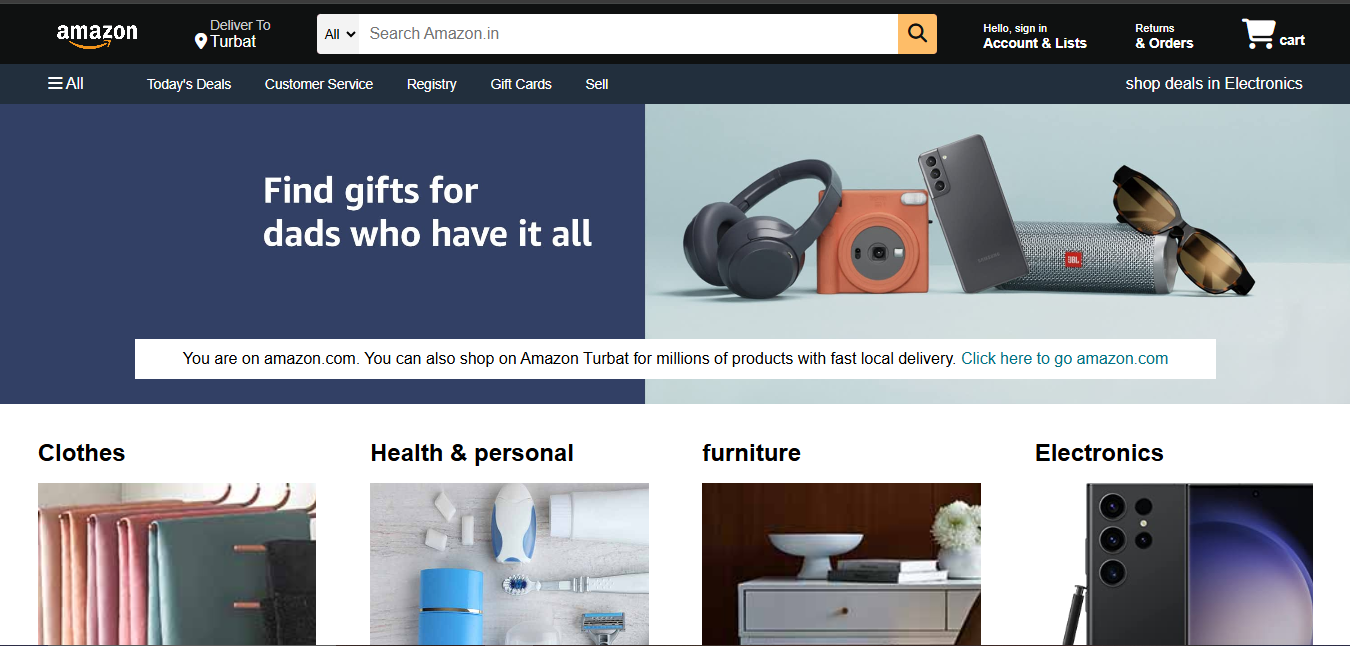 amazon
Deliver To
Turbat
All
Search Amazon.in
Hello, sign in
Account & Lists
Returns
& Orders
cart
All
Today's Deals
Customer Service
Registry
Gift Cards
Sell
shop deals in Electronics
Find gifts for
dads who have it all
SAMSUNG
JBL
You are on amazon.com. You can also shop on Amazon Turbat for millions of products with fast local delivery. Click here to go amazon.com
Clothes
Health & personal
furniture
Electronics